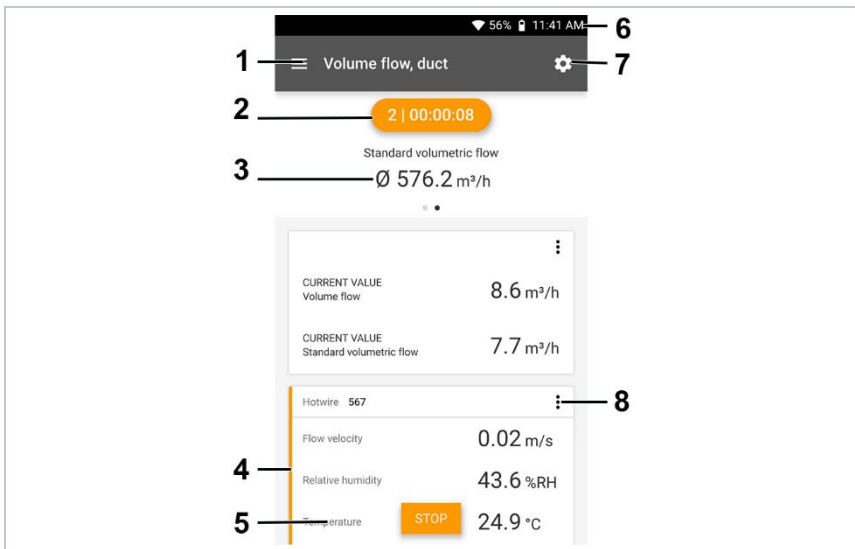 56% 11:41 AM 6
1 Volume flow, duct 7
2 2 | 00:00:08
Standard volumetric flow
3 Ø 576.2 m³/h
CURRENT VALUE
Volume flow 8.6 m³/h
CURRENT VALUE
Standard volumetric flow 7.7 m³/h
Hotwire 567 8
Flow velocity 0.02 m/s
4 Relative humidity 43.6 %RH
5 Temperature STOP 24.9 °C